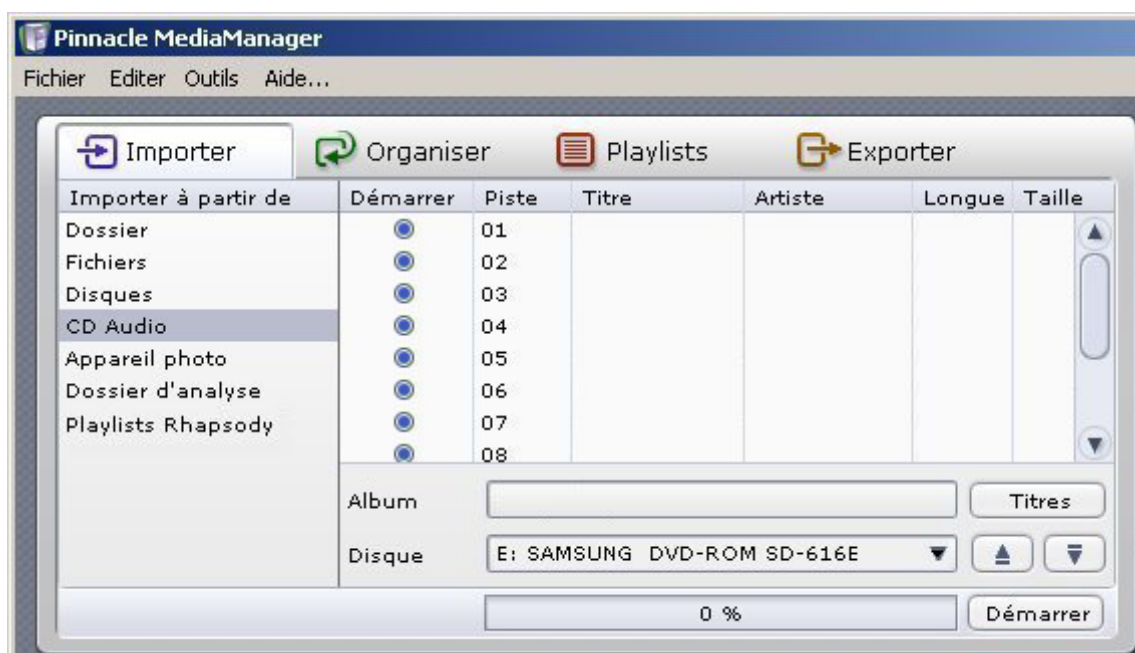 Pinnacle MediaManager
Fichier Editer Outils Aide...
Importer Organiser Playlists Exporter
Importer à partir de Démarrer Piste Titre Artiste Longue Taille
Dossier 01
Fichiers 02
Disques 03
CD Audio 04
Appareil photo 05
Dossier d'analyse 06
Playlists Rhapsody 07
08
Album Titres
Disque E: SAMSUNG DVD-ROM SD-616E
0 % Démarrer